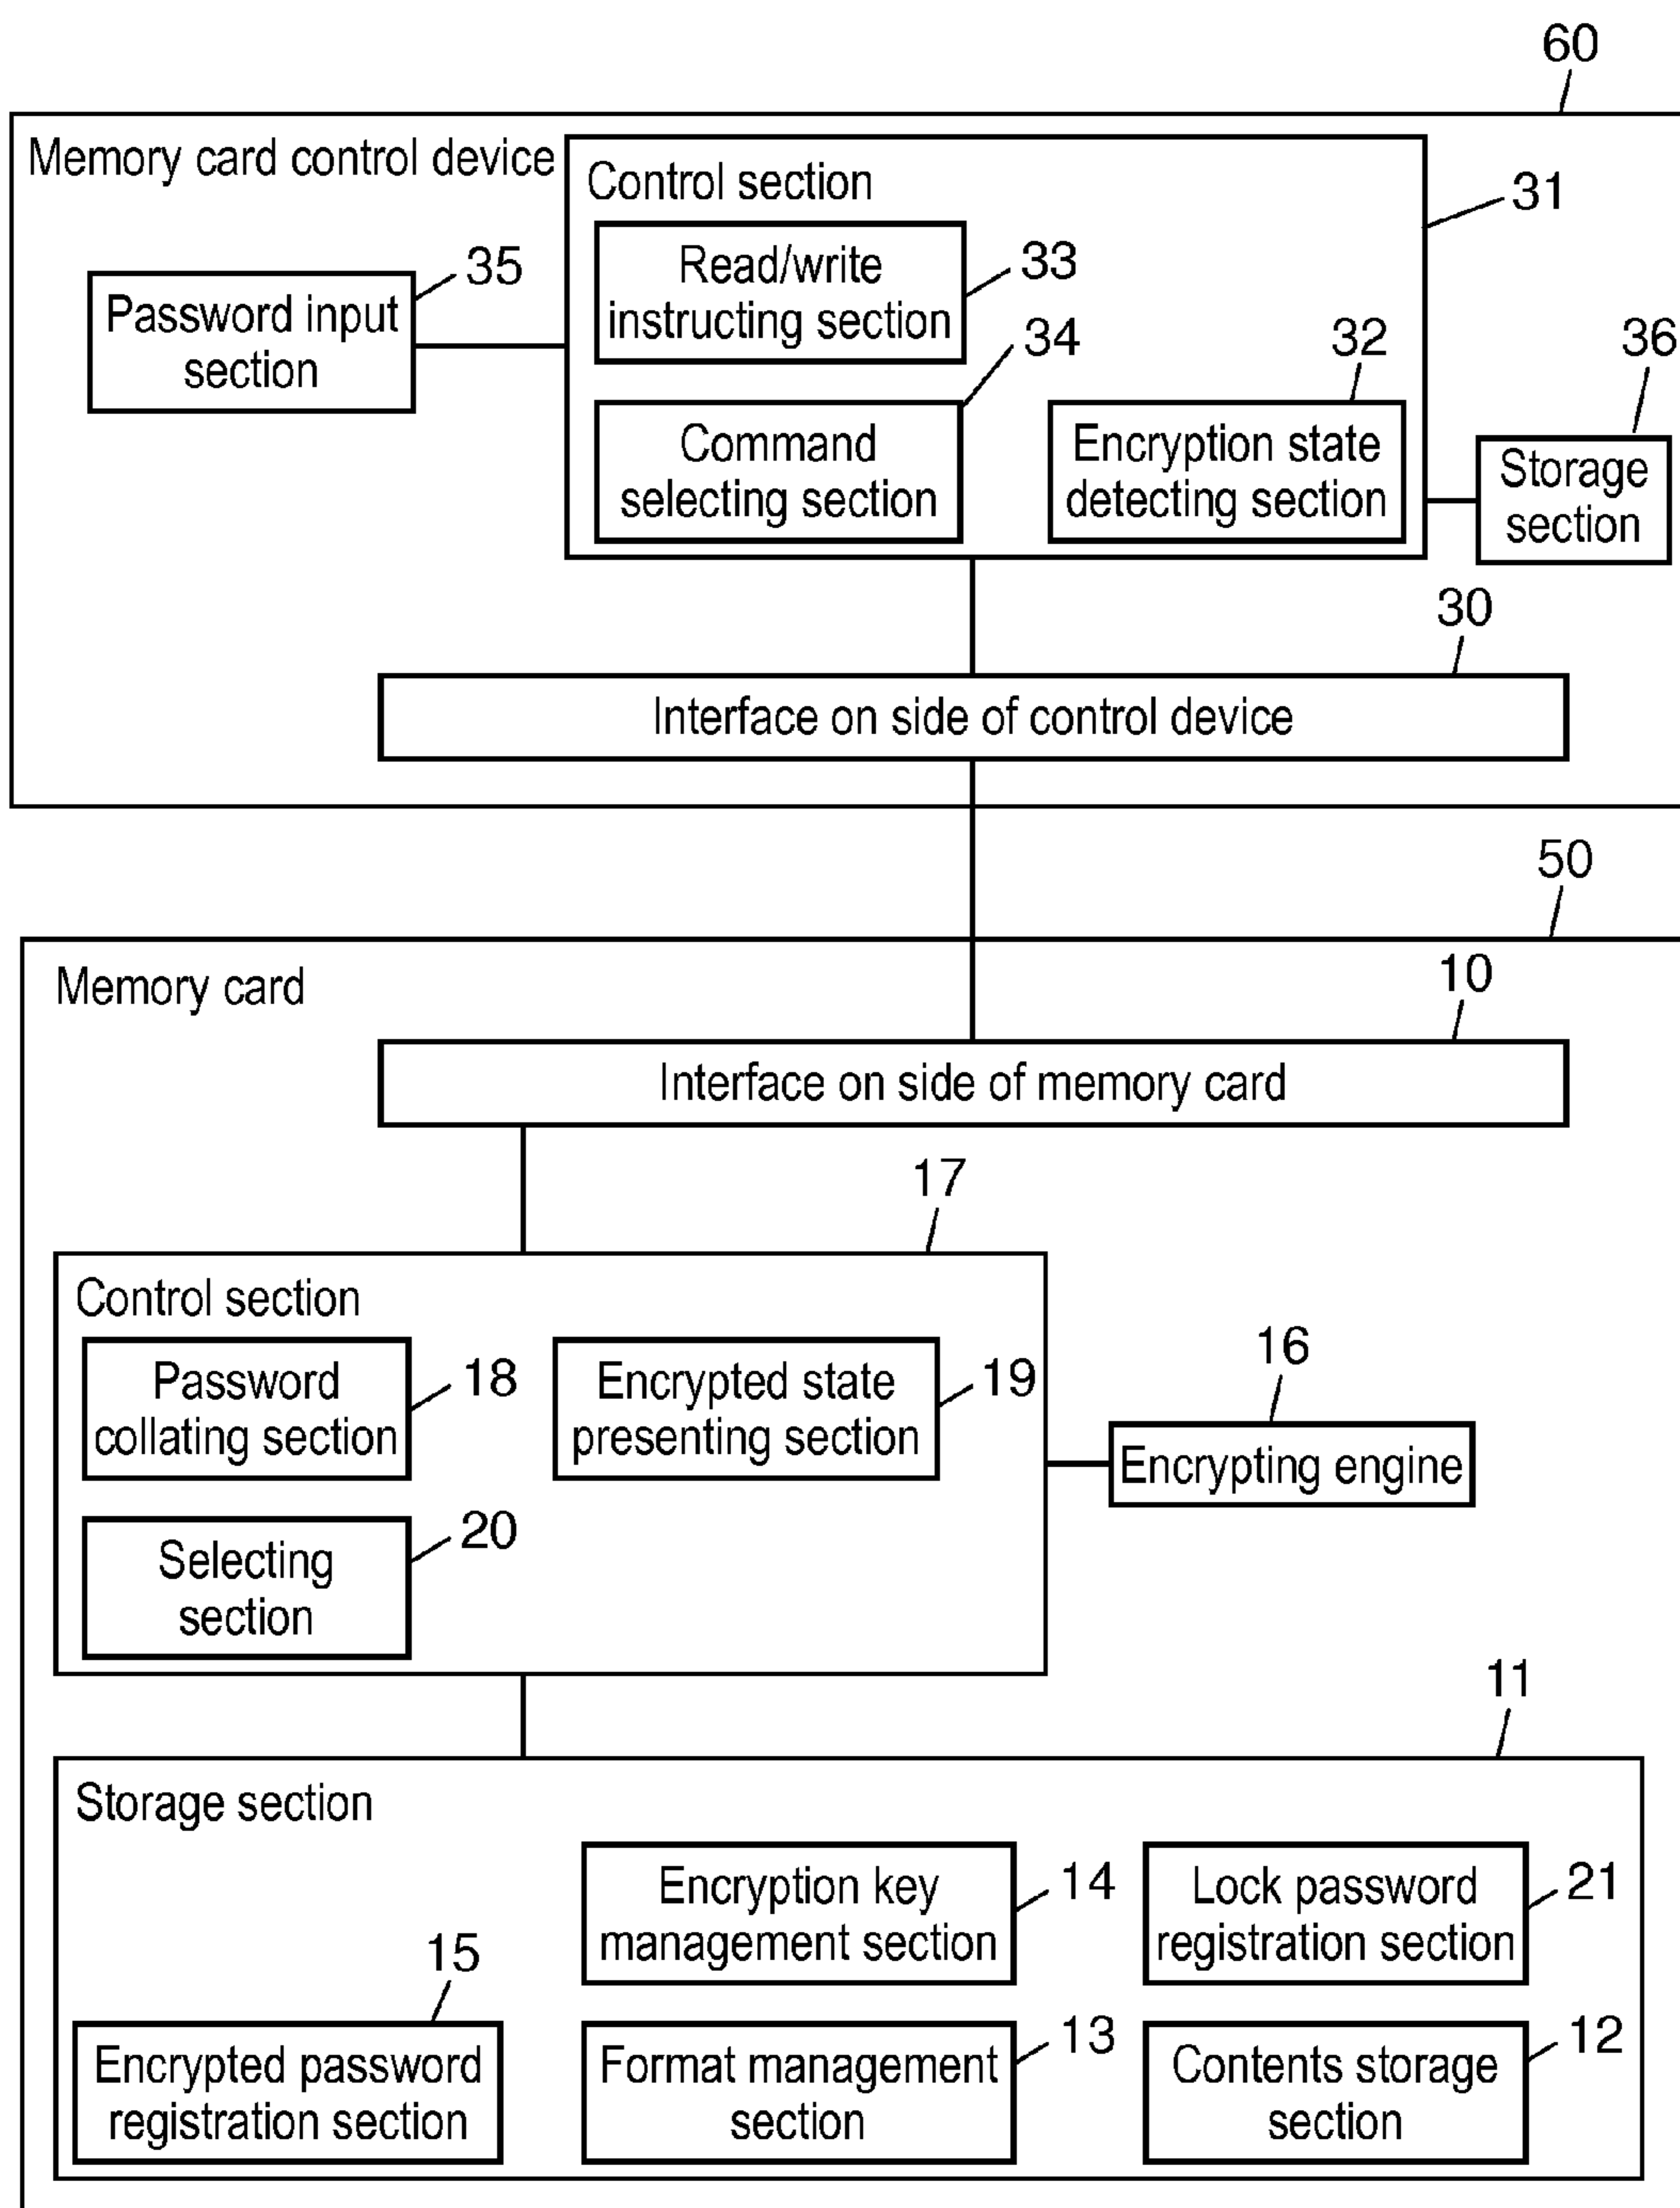 60
Memory card control device
Control section
31
Read/write
instructing section
33
35
Password input
section
34
Command
selecting section
32
Encryption state
detecting section
36
Storage
section
30
Interface on side of control device
50
Memory card
10
Interface on side of memory card
17
Control section
Password
collating section
18
Encrypted state
presenting section
19
16
Encrypting engine
20
Selecting
section
11
Storage section
Encryption key
management section
14
Lock password
registration section
21
15
Encrypted password
registration section
Format management
section
13
Contents storage
section
12